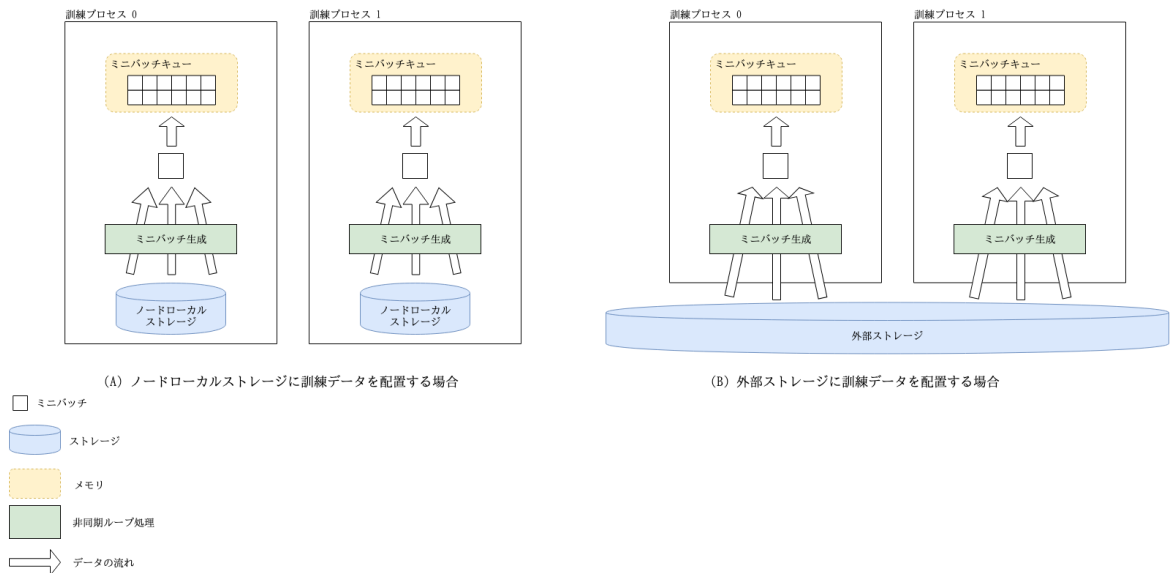 訓練プロセス 0
ミニバッチキュー
ミニバッチ生成
ノードローカル
ストレージ
訓練プロセス 1
ミニバッチキュー
ミニバッチ生成
ノードローカル
ストレージ
(A) ノードローカルストレージに訓練データを配置する場合
訓練プロセス 0
ミニバッチキュー
ミニバッチ生成
訓練プロセス 1
ミニバッチキュー
ミニバッチ生成
外部ストレージ
(B) 外部ストレージに訓練データを配置する場合
ミニバッチ
ストレージ
メモリ
非同期ループ処理
データの流れ